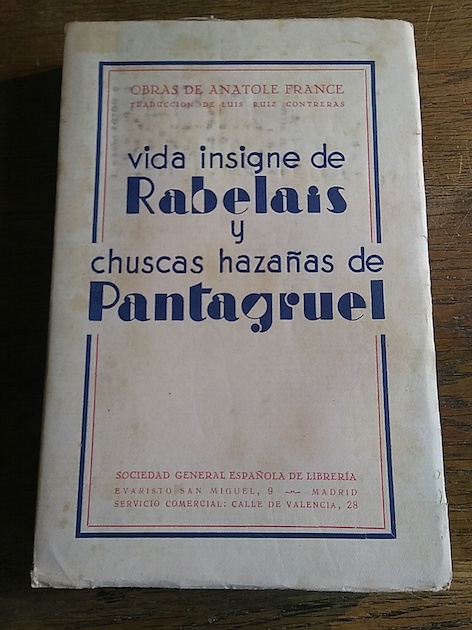 OBRAS DE ANATOLE FRANCE
TRADUCCION DE LUIS RUIZ CONTRERAS
vida insigne de
Rabelais
y
chuscas hazañas de
Pantagruel
SOCIEDAD GENERAL ESPAÑOLA DE LIBRERÍA
EVARISTO SAN MIGUEL, 9 — MADRID
SERVICIO COMERCIAL: CALLE DE VALENCIA, 28